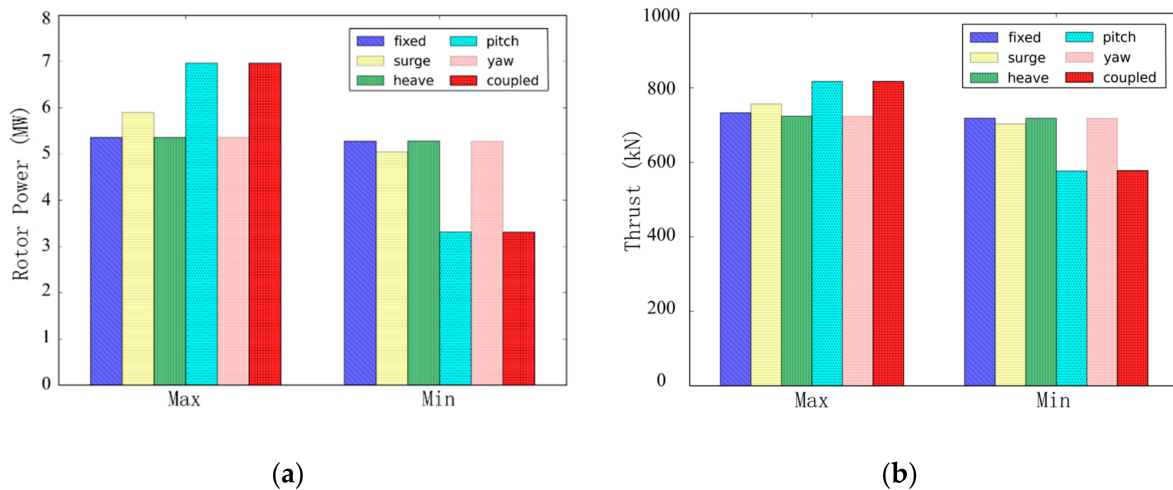 8
7
6
5
4
3
2
1
0
Rotor Power (MW)
fixed pitch
surge yaw
heave coupled
Max Min
(a)
1000
800
600
400
200
0
Thrust (kN)
fixed pitch
surge yaw
heave coupled
Max Min
(b)